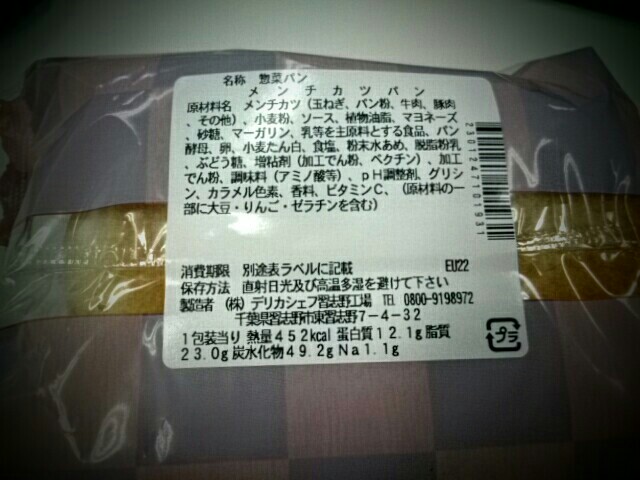 名称 惣菜パン
メンチカツパン
原材料名 メンチカツ（玉ねぎ、パン粉、牛肉、豚肉
、その他）、小麦粉、ソース、植物油脂、マヨネーズ
、砂糖、マーガリン、乳等を主原料とする食品、パン
酵母、卵、小麦たん白、食塩、粉末水あめ、脱脂粉乳
、ぶどう糖、増粘剤（加工でん粉、ペクチン）、加工
でん粉、調味料（アミノ酸等）、ｐＨ調整剤、グリシ
ン、カラメル色素、香料、ビタミンＣ、（原材料の一
部に大豆・りんご・ゼラチンを含む）
2301247101931
消費期限 別途表ラベルに記載 EU22
保存方法 直射日光及び高温多湿を避けて下さい
製造者 （株）デリカシェフ習志野工場 TEL 0800-9198972
千葉県習志野市東習志野７－４－３２
１包装当り 熱量４５２kcal 蛋白質１２.１g 脂質
２３.０g 炭水化物４９.２g Ｎａ１.１g
プラ